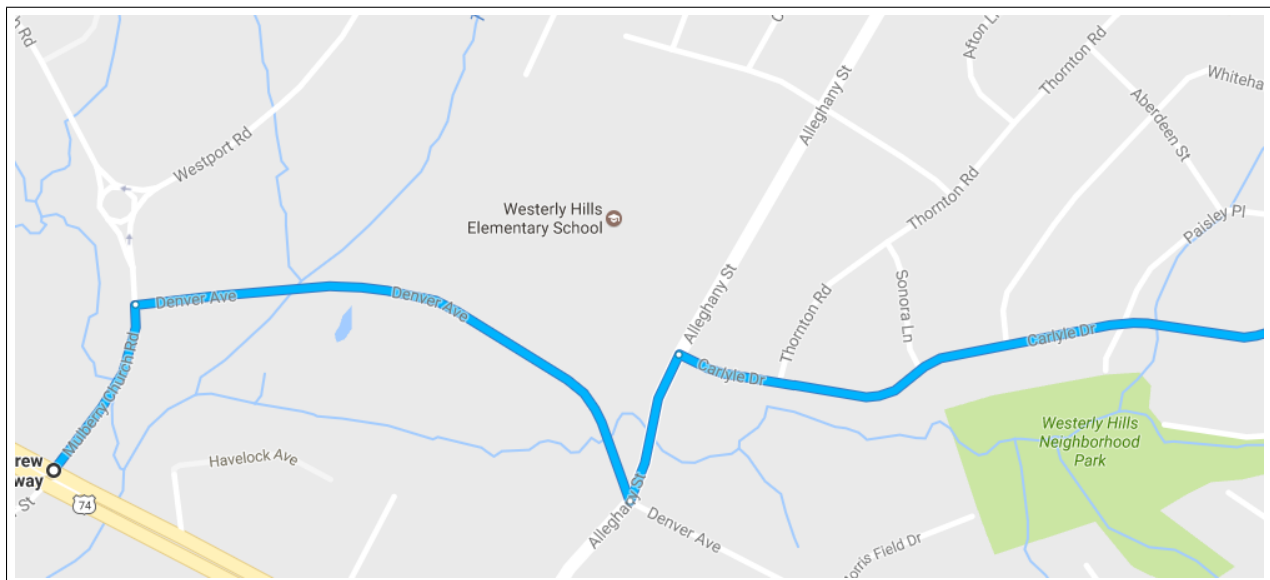 Westport Rd
Alleghany St
Afton Ln
Thornton Rd
Whiteha
Aberdeen St
Thornton Rd
Westerly Hills
Elementary School
Paisley Pl
Denver Ave
Denver Ave
Alleghany St
Thornton Rd
Sonora Ln
Carlyle Dr
Carlyle Dr
Mulberry Church Rd
Westerly Hills
Neighborhood
Park
rew
way
Havelock Ave
St
74
Alleghany St
Denver Ave
orris Field Dr